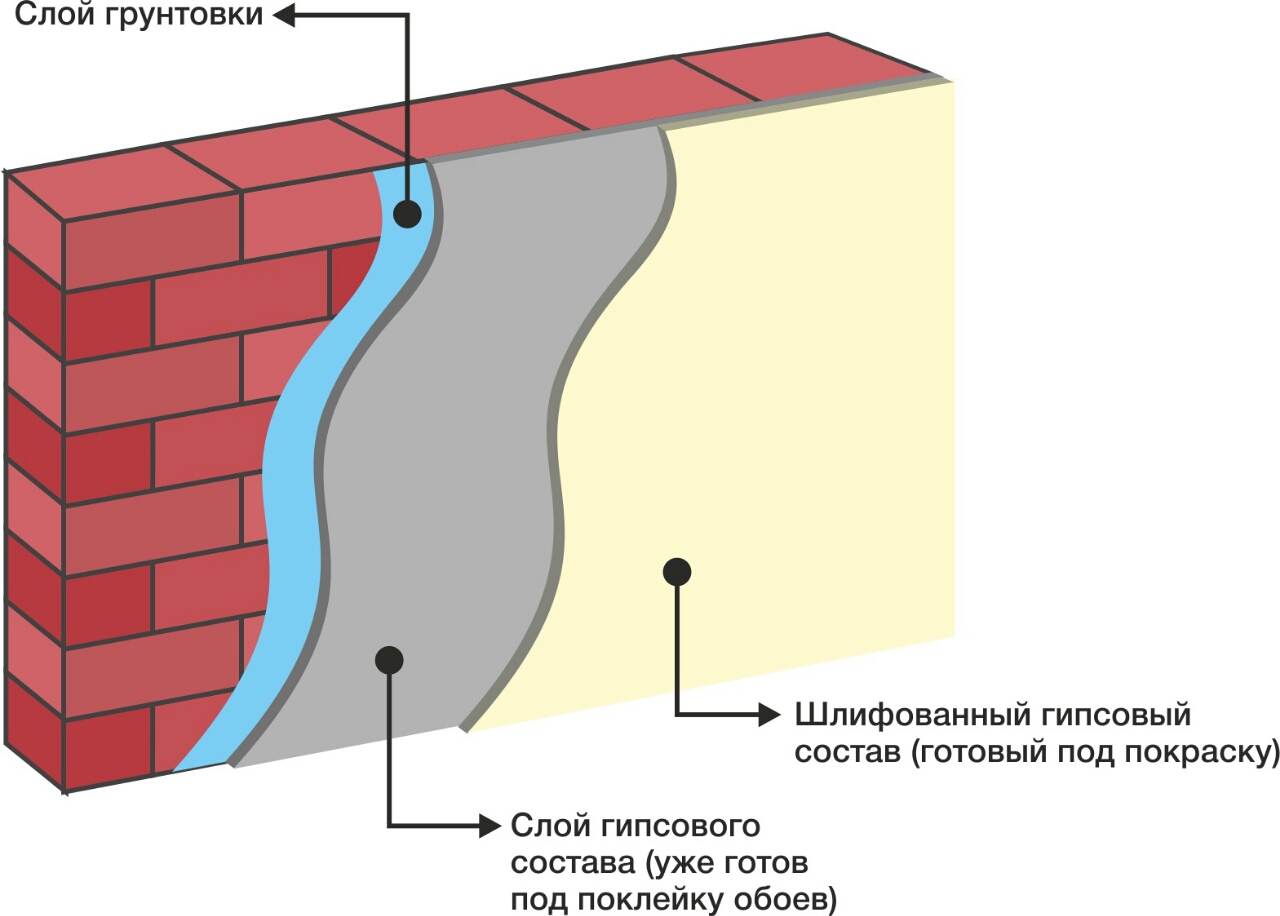 Слой грунтовки
Шлифованный гипсовый
состав (готовый под покраску)
Слой гипсового
состава (уже готов
под поклейку обоев)